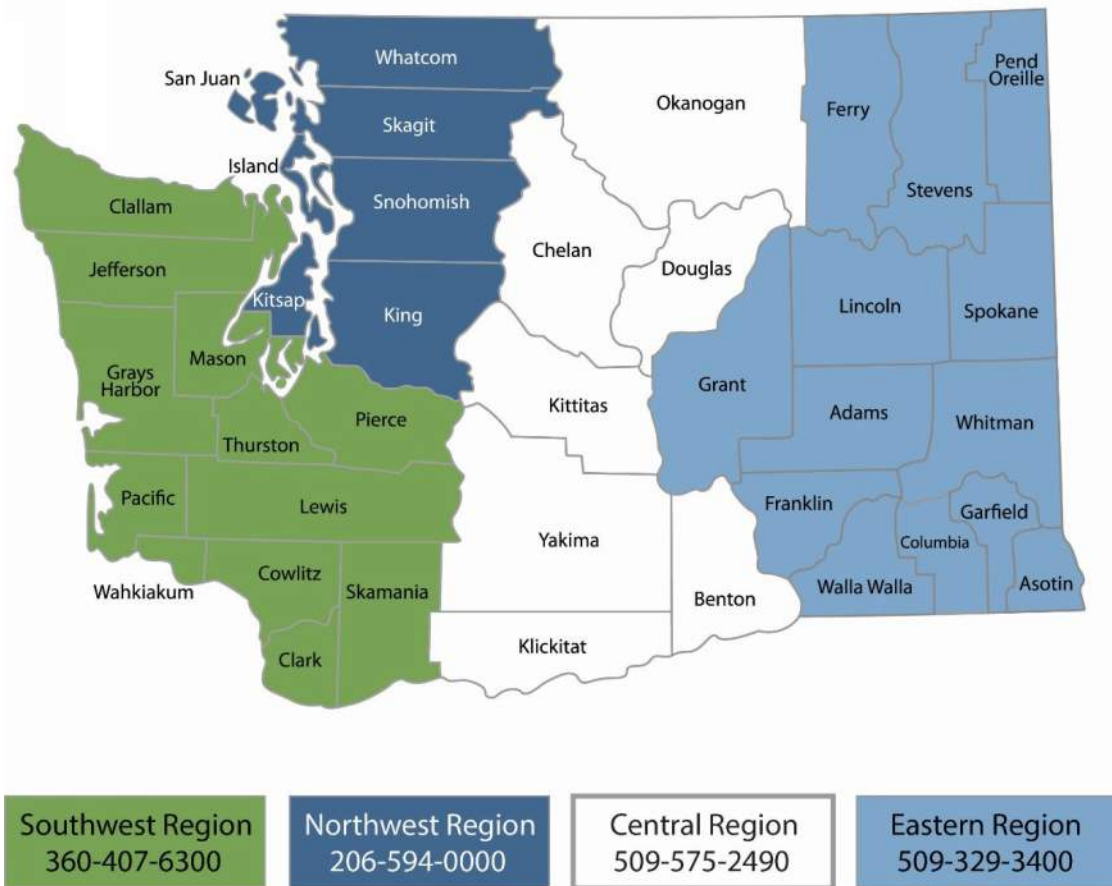 Whatcom
San Juan
Skagit
Island
Snohomish
Clallam
Jefferson
Kitsap
King
Mason
Grays
Harbor
Thurston
Pierce
Pacific
Lewis
Wahkiakum
Cowlitz
Skamania
Clark
Okanogan
Chelan
Douglas
Kittitas
Yakima
Klickitat
Benton
Ferry
Stevens
Pend
Oreille
Lincoln
Spokane
Grant
Adams
Whitman
Franklin
Walla Walla
Columbia
Garfield
Asotin
Southwest Region
360-407-6300
Northwest Region
206-594-0000
Central Region
509-575-2490
Eastern Region
509-329-3400